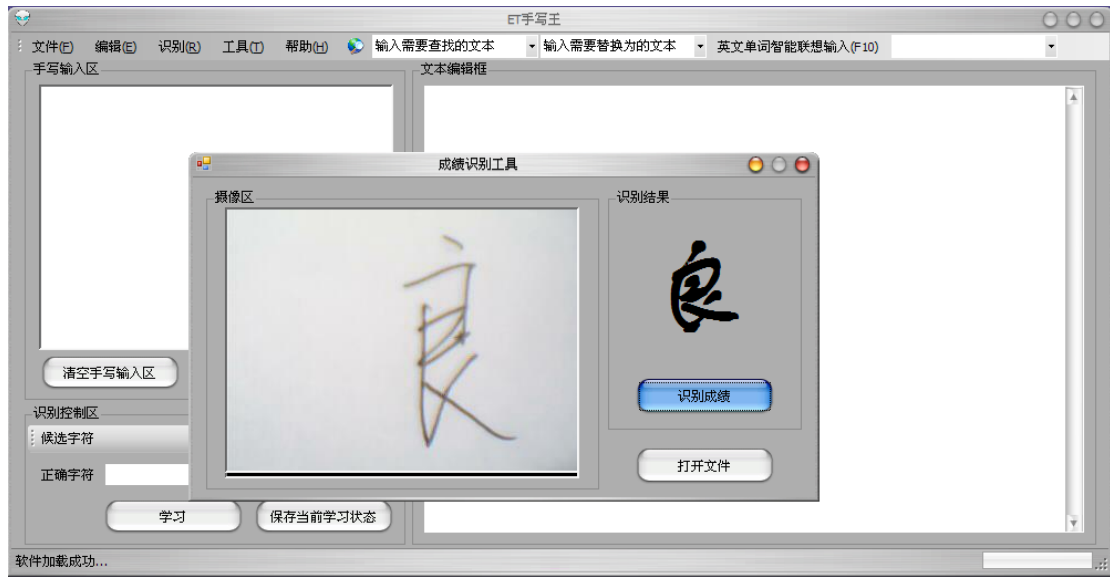 ET手写王
文件(F) 编辑(E) 识别(R) 工具(T) 帮助(H) 输入需要查找的文本 输入需要替换为的文本 英文单词智能联想输入(F10)
手写输入区
文本编辑框
成绩识别工具
摄像区
识别结果
良
良
识别成绩
打开文件
清空手写输入区
识别控制区
候选字符
正确字符
学习
保存当前学习状态
软件加载成功...